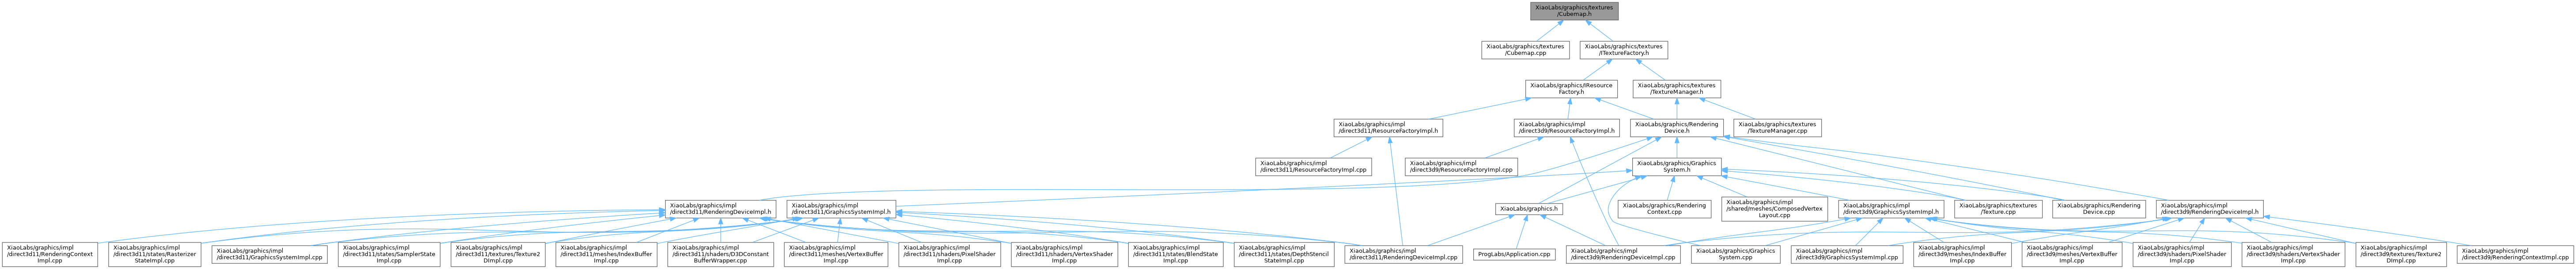 XiaoLabs/graphics/textures
/Cubemap.h
XiaoLabs/graphics/textures
/Cubemap.cpp
XiaoLabs/graphics/textures
/ITextureFactory.h
XiaoLabs/graphics/IResource
Factory.h
XiaoLabs/graphics/textures
/TextureManager.h
XiaoLabs/graphics/impl
/direct3d11/ResourceFactoryImpl.h
XiaoLabs/graphics/impl
/direct3d9/ResourceFactoryImpl.h
XiaoLabs/graphics/Rendering
Device.h
XiaoLabs/graphics/textures
/TextureManager.cpp
XiaoLabs/graphics/impl
/direct3d11/ResourceFactoryImpl.cpp
XiaoLabs/graphics/impl
/direct3d9/ResourceFactoryImpl.cpp
XiaoLabs/graphics/Graphics
System.h
XiaoLabs/graphics/impl
/direct3d11/RenderingDeviceImpl.h
XiaoLabs/graphics/impl
/direct3d11/GraphicsSystemImpl.h
XiaoLabs/graphics.h
XiaoLabs/graphics/Rendering
Context.cpp
XiaoLabs/graphics/impl
/shared/meshes/ComposedVertex
Layout.cpp
XiaoLabs/graphics/impl
/direct3d9/GraphicsSystemImpl.h
XiaoLabs/graphics/textures
/Texture.cpp
XiaoLabs/graphics/Rendering
Device.cpp
XiaoLabs/graphics/impl
/direct3d9/RenderingDeviceImpl.h
XiaoLabs/graphics/impl
/direct3d11/RenderingContext
Impl.cpp
XiaoLabs/graphics/impl
/direct3d11/states/Rasterizer
StateImpl.cpp
XiaoLabs/graphics/impl
/direct3d11/GraphicsSystemImpl.cpp
XiaoLabs/graphics/impl
/direct3d11/states/SamplerState
Impl.cpp
XiaoLabs/graphics/impl
/direct3d11/textures/Texture2
DImpl.cpp
XiaoLabs/graphics/impl
/direct3d11/meshes/IndexBuffer
Impl.cpp
XiaoLabs/graphics/impl
/direct3d11/shaders/D3DConstant
BufferWrapper.cpp
XiaoLabs/graphics/impl
/direct3d11/meshes/VertexBuffer
Impl.cpp
XiaoLabs/graphics/impl
/direct3d11/shaders/PixelShader
Impl.cpp
XiaoLabs/graphics/impl
/direct3d11/shaders/VertexShader
Impl.cpp
XiaoLabs/graphics/impl
/direct3d11/states/BlendState
Impl.cpp
XiaoLabs/graphics/impl
/direct3d11/states/DepthStencil
StateImpl.cpp
XiaoLabs/graphics/impl
/direct3d11/RenderingDeviceImpl.cpp
ProgLabs/Application.cpp
XiaoLabs/graphics/impl
/direct3d9/RenderingDeviceImpl.cpp
XiaoLabs/graphics/Graphics
System.cpp
XiaoLabs/graphics/impl
/direct3d9/GraphicsSystemImpl.cpp
XiaoLabs/graphics/impl
/direct3d9/meshes/IndexBuffer
Impl.cpp
XiaoLabs/graphics/impl
/direct3d9/meshes/VertexBuffer
Impl.cpp
XiaoLabs/graphics/impl
/direct3d9/shaders/PixelShader
Impl.cpp
XiaoLabs/graphics/impl
/direct3d9/shaders/VertexShader
Impl.cpp
XiaoLabs/graphics/impl
/direct3d9/textures/Texture2
DImpl.cpp
XiaoLabs/graphics/impl
/direct3d9/RenderingContextImpl.cpp